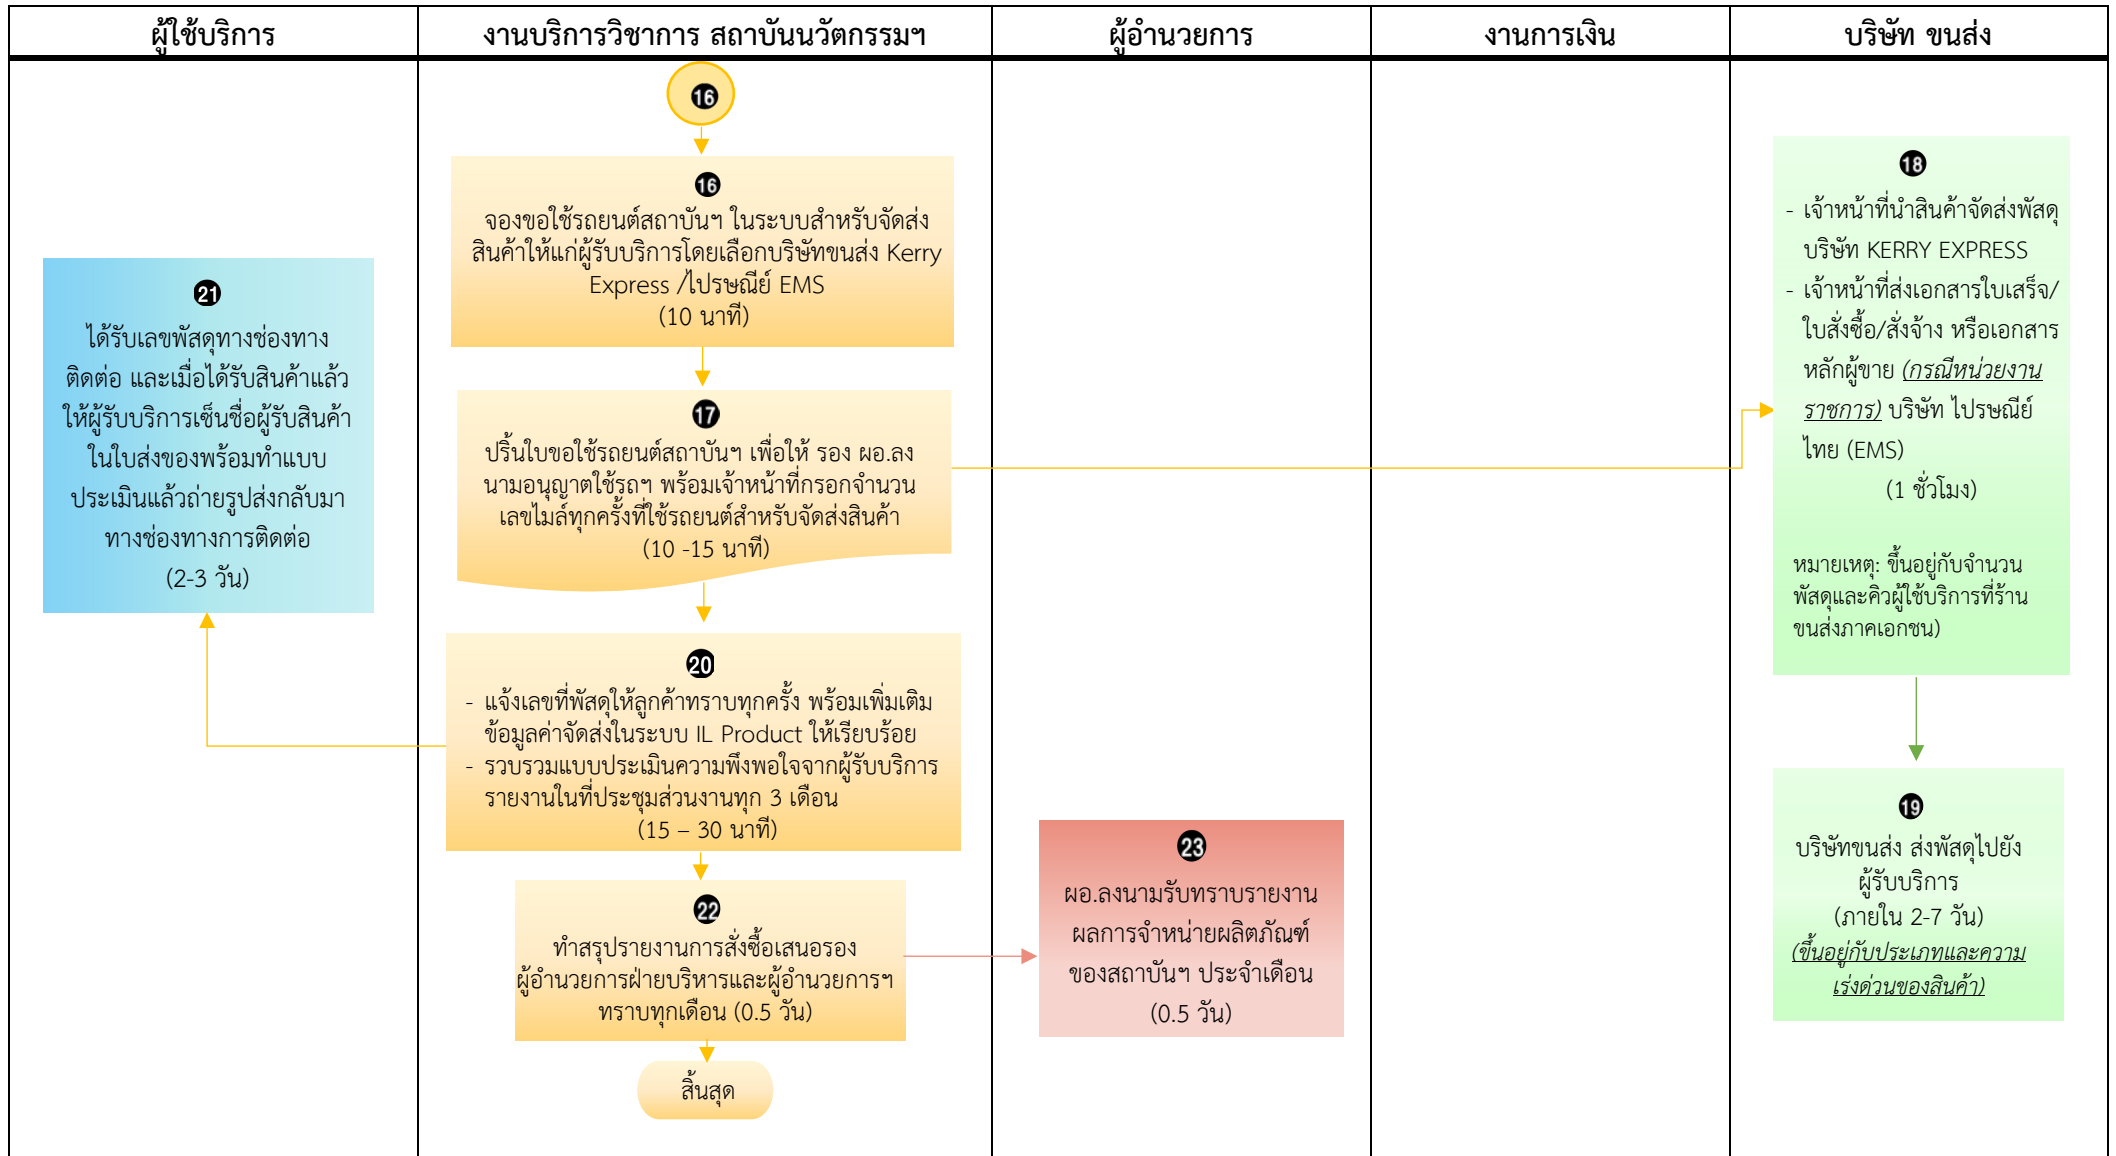 ผู้ใช้บริการ
งานบริการวิชาการ สถาบันนวัตกรรมฯ
ผู้อำนวยการ
งานการเงิน
บริษัท ขนส่ง
16
16
จองขอใช้รถยนต์สถาบันฯ ในระบบสำหรับจัดส่ง
สินค้าให้แก่ผู้รับบริการโดยเลือกบริษัทขนส่ง Kerry
Express /ไปรษณีย์ EMS
(10 นาที)
17
ปริ้นใบขอใช้รถยนต์สถาบันฯ เพื่อให้ รอง ผอ.ลง
นามอนุญาตใช้รถฯ พร้อมเจ้าหน้าที่กรอกจำนวน
เลขไมล์ทุกครั้งที่ใช้รถยนต์สำหรับจัดส่งสินค้า
(10 -15 นาที)
18
- เจ้าหน้าที่นำสินค้าจัดส่งพัสดุ
บริษัท KERRY EXPRESS
- เจ้าหน้าที่ส่งเอกสารใบเสร็จ/
ใบสั่งซื้อ/สั่งจ้าง หรือเอกสาร
หลักผู้ขาย (กรณีหน่วยงาน
ราชการ) บริษัท ไปรษณีย์
ไทย (EMS)
(1 ชั่วโมง)
หมายเหตุ: ขึ้นอยู่กับจำนวน
พัสดุและคิวผู้ใช้บริการที่ร้าน
ขนส่งภาคเอกชน)
19
บริษัทขนส่ง ส่งพัสดุไปยัง
ผู้รับบริการ
(ภายใน 2-7 วัน)
(ขึ้นอยู่กับประเภทและความ
เร่งด่วนของสินค้า)
20
- แจ้งเลขที่พัสดุให้ลูกค้าทราบทุกครั้ง พร้อมเพิ่มเติม
ข้อมูลค่าจัดส่งในระบบ IL Product ให้เรียบร้อย
- รวบรวมแบบประเมินความพึงพอใจจากผู้รับบริการ
รายงานในที่ประชุมส่วนงานทุก 3 เดือน
(15 – 30 นาที)
21
ได้รับเลขพัสดุทางช่องทาง
ติดต่อ และเมื่อได้รับสินค้าแล้ว
ให้ผู้รับบริการเซ็นชื่อผู้รับสินค้า
ในใบส่งของพร้อมทำแบบ
ประเมินแล้วถ่ายรูปส่งกลับมา
ทางช่องทางการติดต่อ
(2-3 วัน)
22
ทำสรุปรายงานการสั่งซื้อเสนอรอง
ผู้อำนวยการฝ่ายบริหารและผู้อำนวยการฯ
ทราบทุกเดือน (0.5 วัน)
23
ผอ.ลงนามรับทราบรายงาน
ผลการจำหน่ายผลิตภัณฑ์
ของสถาบันฯ ประจำเดือน
(0.5 วัน)
สิ้นสุด